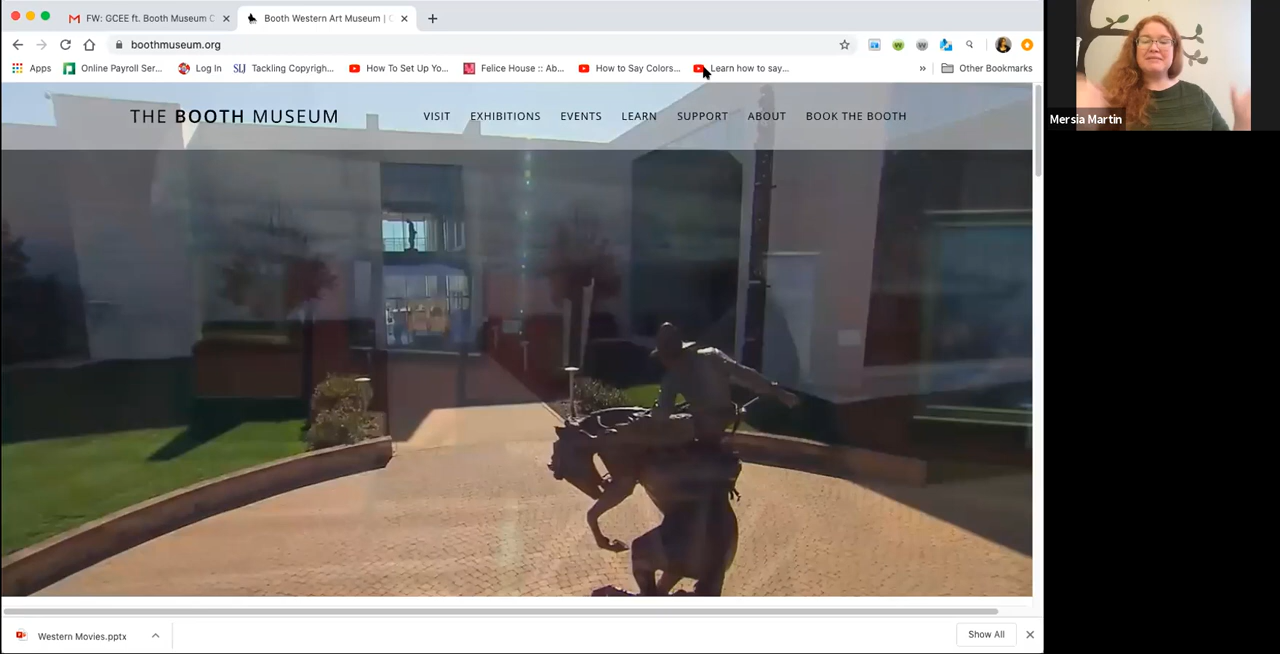 FW: GCEE ft. Booth Museum
Booth Western Art Museum |
boothmuseum.org
Apps
Online Payroll Ser...
Log In
SLJ Tackling Copyrigh...
How To Set Up Yo...
Felice House :: Ab...
How to Say Colors...
Learn how to say...
»
Other Bookmarks
THE BOOTH MUSEUM
VISIT EXHIBITIONS EVENTS LEARN SUPPORT ABOUT BOOK THE BOOTH
Mersia Martin
Western Movies.pptx
Show All